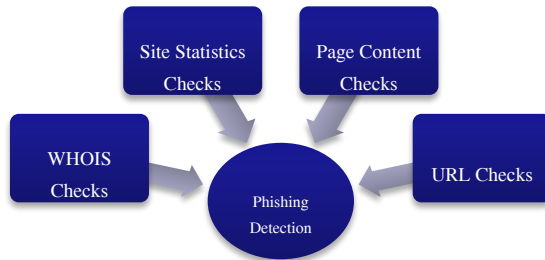 Site Statistics
Checks
Page Content
Checks
WHOIS
Checks
URL Checks
Phishing
Detection